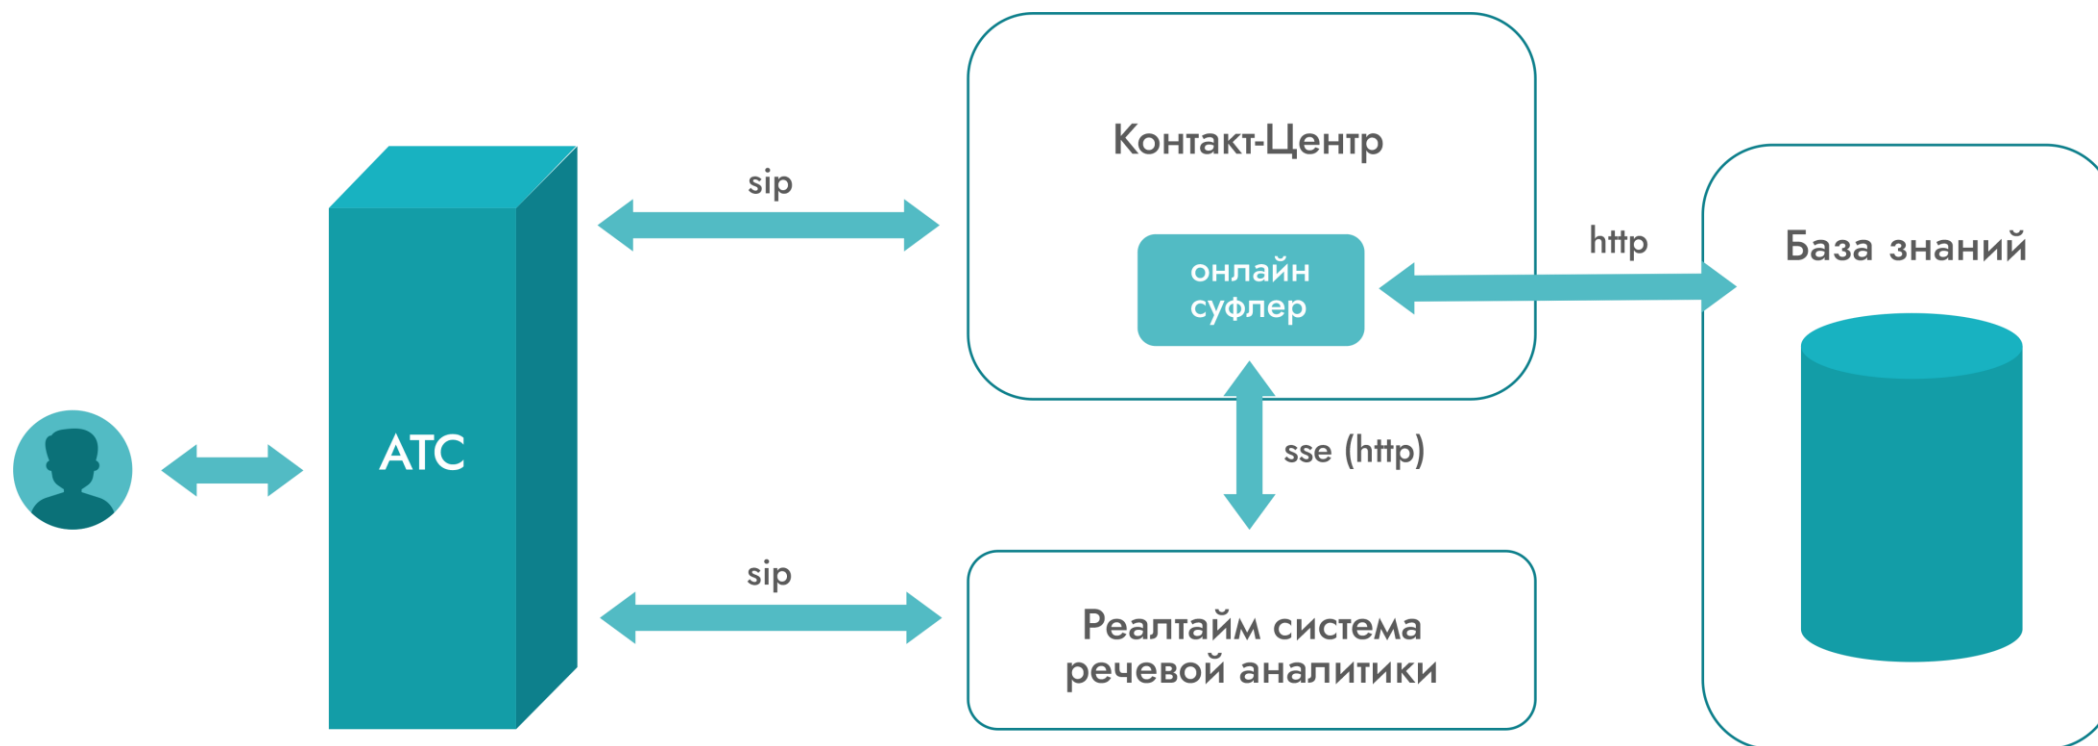 АТС
sip
sip
Контакт-Центр
онлайн
суфлер
sse (http)
Реалтайм система
речевой аналитики
http
База знаний